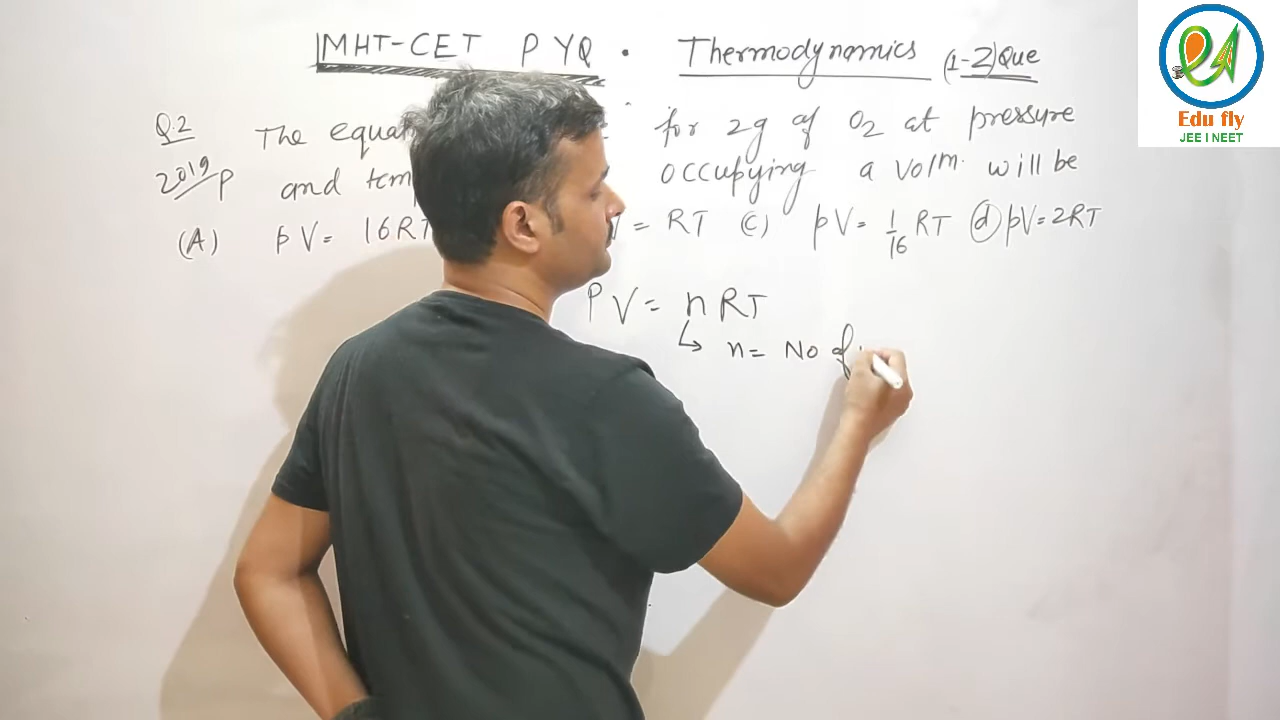 MHT-CET PYQ. Thermodynamics (1-2)Que
Q.2 The equat for 2g of O2 at pressure
2019 p and tem occupying a volm. will be
(A) pV = 16RT = RT (c) pV = 1/16 RT (d) pV=2RT
PV = nRT
n = No of
Edu fly
JEE I NEET